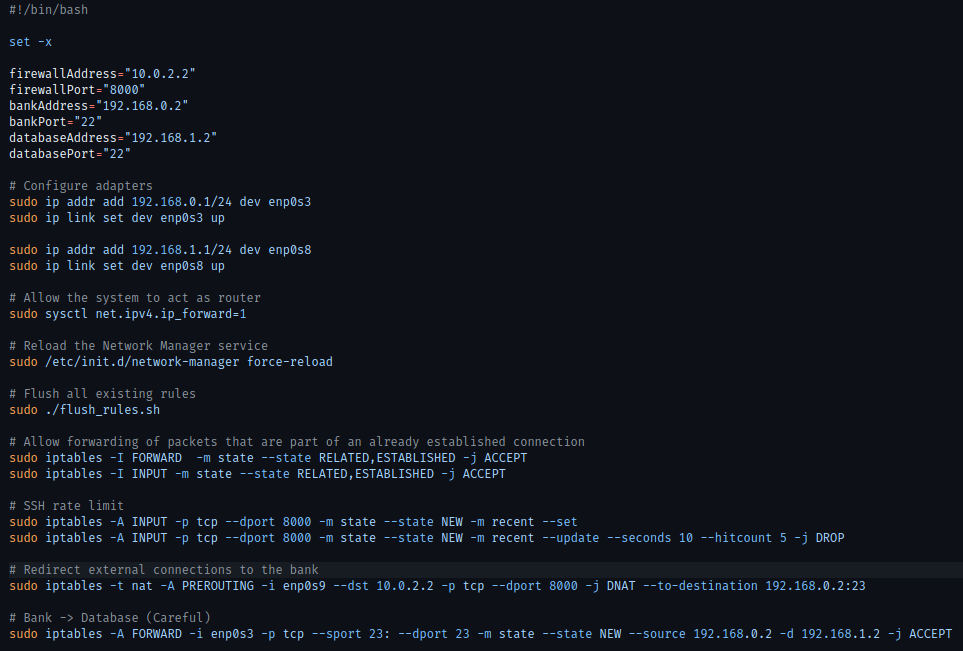 #!/bin/bash
set -x
firewallAddress="10.0.2.2"
firewallPort="8000"
bankAddress="192.168.0.2"
bankPort="22"
databaseAddress="192.168.1.2"
databasePort="22"
# Configure adapters
sudo ip addr add 192.168.0.1/24 dev enp0s3
sudo ip link set dev enp0s3 up
sudo ip addr add 192.168.1.1/24 dev enp0s8
sudo ip link set dev enp0s8 up
# Allow the system to act as router
sudo sysctl net.ipv4.ip_forward=1
# Reload the Network Manager service
sudo /etc/init.d/network-manager force-reload
# Flush all existing rules
sudo ./flush_rules.sh
# Allow forwarding of packets that are part of an already established connection
sudo iptables -I FORWARD  -m state --state RELATED,ESTABLISHED -j ACCEPT
sudo iptables -I INPUT -m state --state RELATED,ESTABLISHED -j ACCEPT
# SSH rate limit
sudo iptables -A INPUT -p tcp --dport 8000 -m state --state NEW -m recent --set
sudo iptables -A INPUT -p tcp --dport 8000 -m state --state NEW -m recent --update --seconds 10 --hitcount 5 -j DROP
# Redirect external connections to the bank
sudo iptables -t nat -A PREROUTING -i enp0s9 --dst 10.0.2.2 -p tcp --dport 8000 -j DNAT --to-destination 192.168.0.2:23
# Bank -> Database (Careful)
sudo iptables -A FORWARD -i enp0s3 -p tcp --sport 23: --dport 23 -m state --state NEW --source 192.168.0.2 -d 192.168.1.2 -j ACCEPT